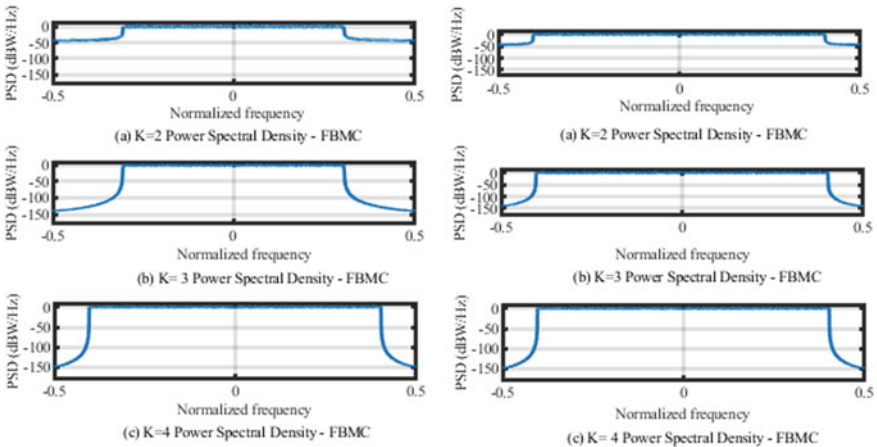 PSD (dBW/Hz)
0
-50
-100
-150
-0.5
0
0.5
Normalized frequency
(a) K=2 Power Spectral Density - FBMC
PSD (dBW/Hz)
0
-50
-100
-150
-0.5
0
0.5
Normalized frequency
(b) K= 3 Power Spectral Density - FBMC
PSD (dBW/Hz)
0
-50
-100
-150
-0.5
0
0.5
Normalized frequency
(c) K=4 Power Spectral Density - FBMC
PSD (dBW/Hz)
0
-50
-100
-150
-0.5
0
0.5
Normalized frequency
(a) K=2 Power Spectral Density - FBMC
PSD (dBW/Hz)
0
-50
-100
-150
-0.5
0
0.5
Normalized frequency
(b) K=3 Power Spectral Density - FBMC
PSD (dBW/Hz)
0
-50
-100
-150
-0.5
0
0.5
Normalized frequency
(c) K= 4 Power Spectral Density - FBMC